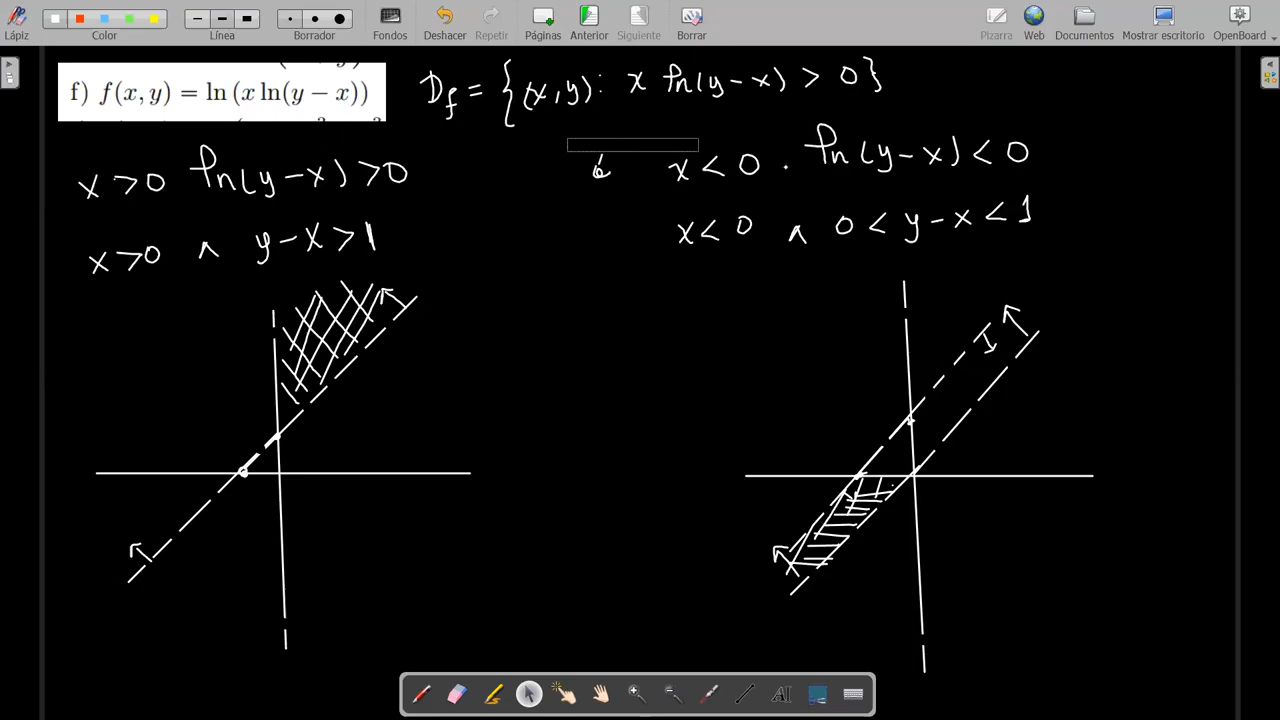 Lápiz Color Línea Borrador Fondos Deshacer Repetir Páginas Anterior Siguiente Borrar Pizarra Web Documentos Mostrar escritorio OpenBoard
f) f(x, y) = ln (x ln(y − x))
D_f = {(x, y): x ln(y − x) > 0}
x > 0 ln(y − x) > 0
x > 0 ∧ y − x > 1
x < 0 . ln(y − x) < 0
x < 0 ∧ 0 < y − x < 1
AI